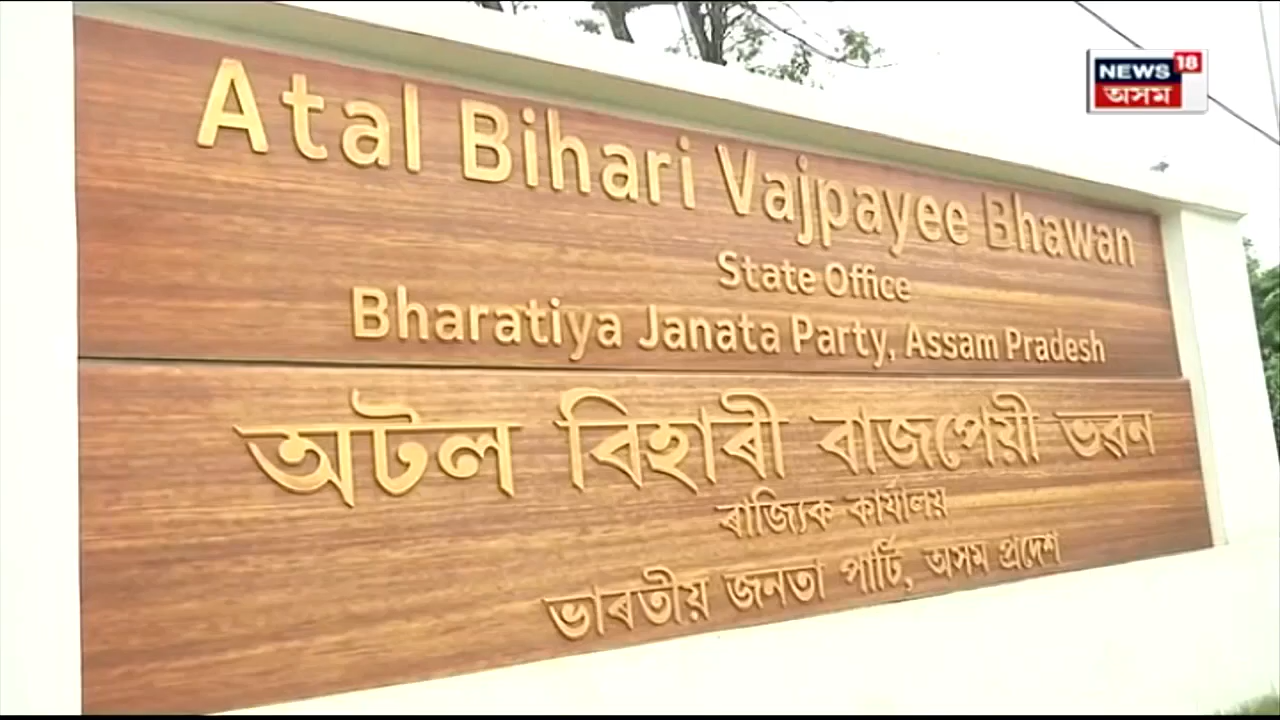 Atal Bihari Vajpayee Bhawan
State Office
Bharatiya Janata Party, Assam Pradesh
অটল বিহাৰী বাজপেয়ী ভৱন
ৰাজ্যিক কাৰ্যালয়
ভাৰতীয় জনতা পাৰ্টি, অসম প্ৰদেশ
NEWS 18
অসম